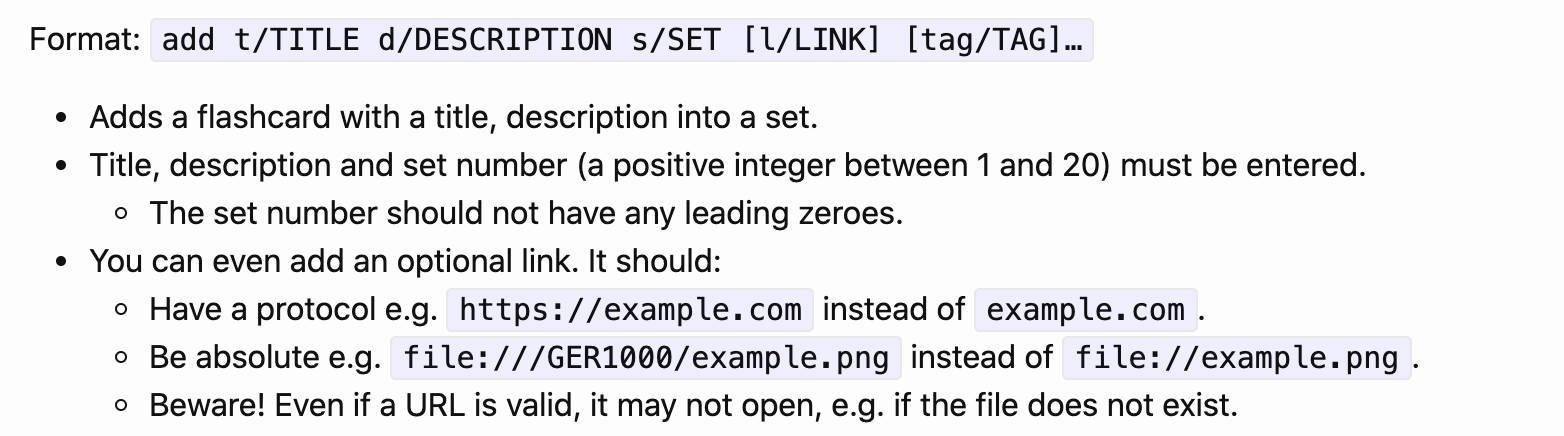 Format: add t/TITLE d/DESCRIPTION s/SET [l/LINK] [tag/TAG]…
• Adds a flashcard with a title, description into a set.
• Title, description and set number (a positive integer between 1 and 20) must be entered.
◦ The set number should not have any leading zeroes.
• You can even add an optional link. It should:
◦ Have a protocol e.g. https://example.com instead of example.com.
◦ Be absolute e.g. file:///GER1000/example.png instead of file://example.png.
◦ Beware! Even if a URL is valid, it may not open, e.g. if the file does not exist.